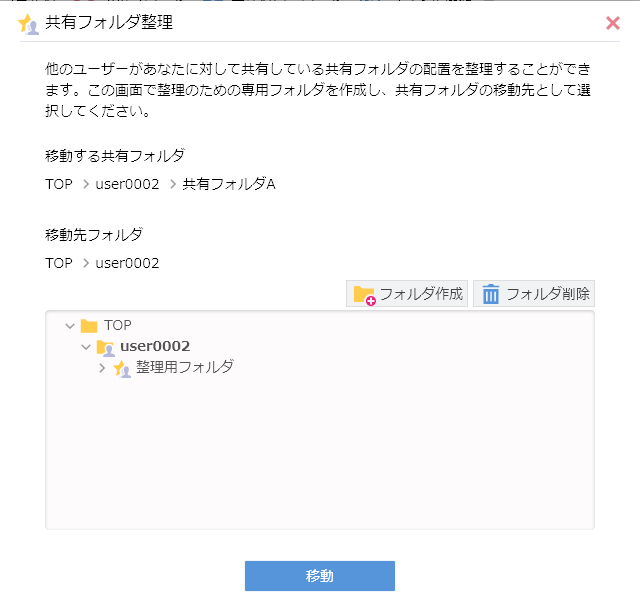 共有フォルダ整理
他のユーザーがあなたに対して共有している共有フォルダの配置を整理することができ
ます。この画面で整理のための専用フォルダを作成し、共有フォルダの移動先として選
択してください。
移動する共有フォルダ
TOP > user0002 > 共有フォルダA
移動先フォルダ
TOP > user0002
フォルダ作成 フォルダ削除
TOP
user0002
整理用フォルダ
移動